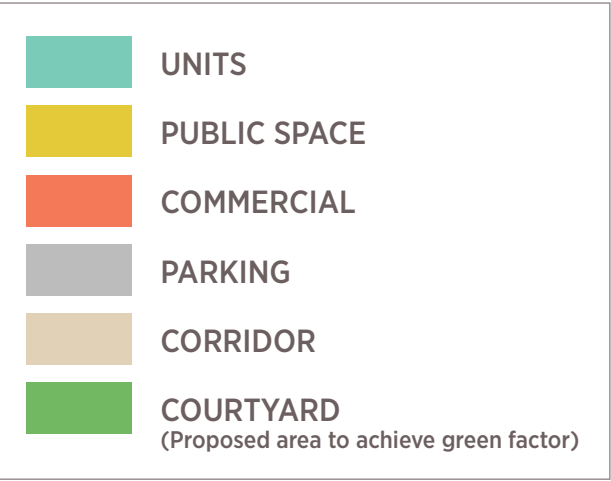 UNITS
PUBLIC SPACE
COMMERCIAL
PARKING
CORRIDOR
COURTYARD
(Proposed area to achieve green factor)